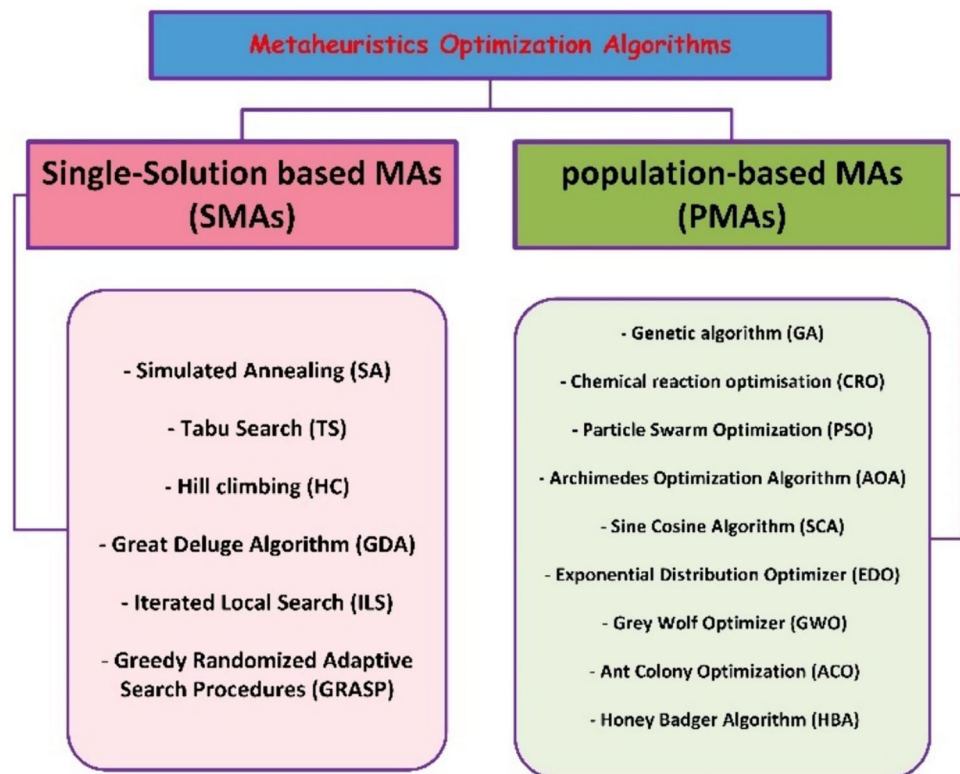 Metaheuristics Optimization Algorithms
Single-Solution based MAs
(SMAs)
- Simulated Annealing (SA)
- Tabu Search (TS)
- Hill climbing (HC)
- Great Deluge Algorithm (GDA)
- Iterated Local Search (ILS)
- Greedy Randomized Adaptive
Search Procedures (GRASP)
population-based MAs
(PMAs)
- Genetic algorithm (GA)
- Chemical reaction optimisation (CRO)
- Particle Swarm Optimization (PSO)
- Archimedes Optimization Algorithm (AOA)
- Sine Cosine Algorithm (SCA)
- Exponential Distribution Optimizer (EDO)
- Grey Wolf Optimizer (GWO)
- Ant Colony Optimization (ACO)
- Honey Badger Algorithm (HBA)